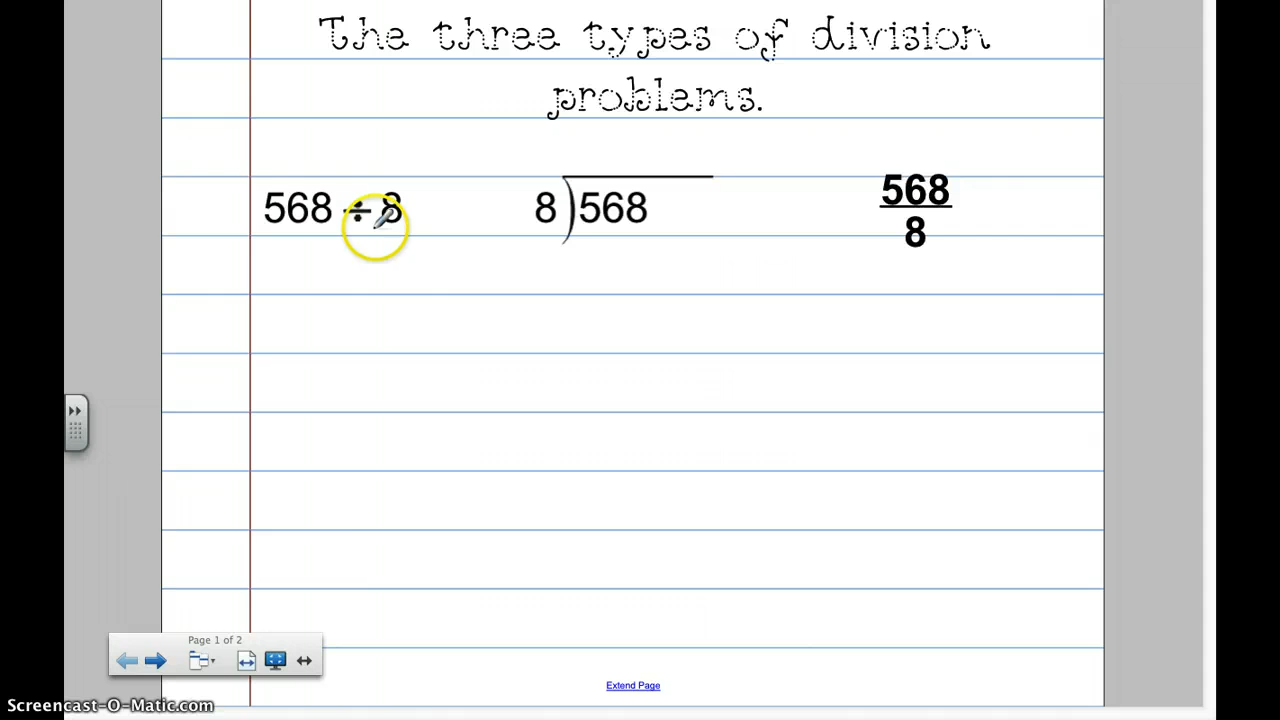 The three types of division
problems.
568 ÷ 8
8)568
568
8
Page 1 of 2
Extend Page
Screencast-O-Matic.com